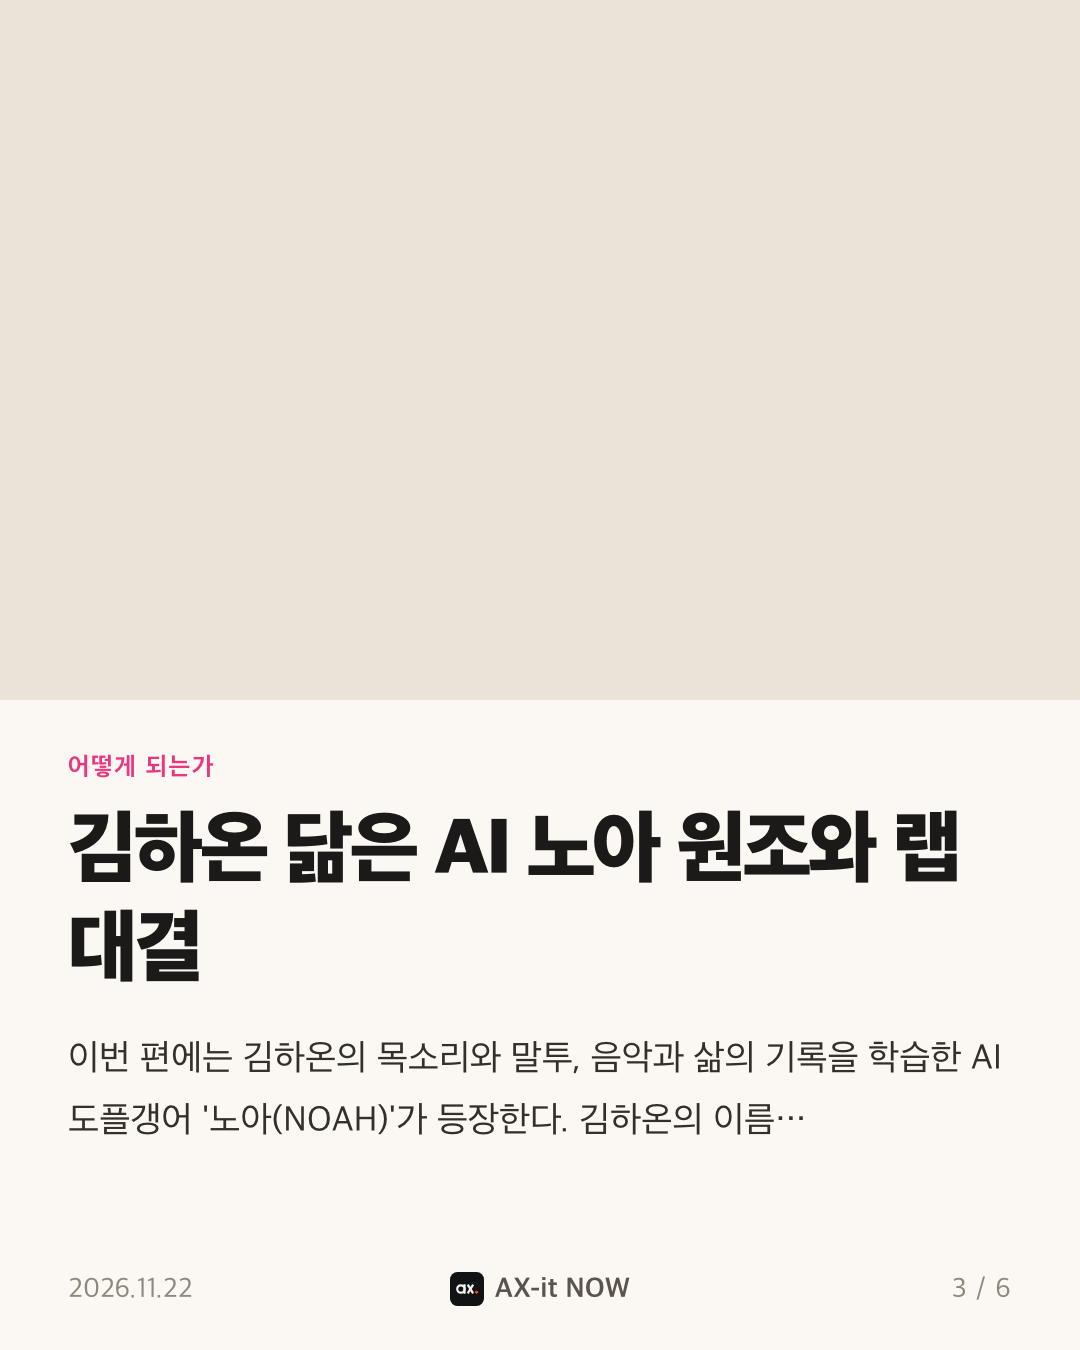 어떻게 되는가
김하온 닮은 AI 노아 원조와 랩
대결
이번 편에는 김하온의 목소리와 말투, 음악과 삶의 기록을 학습한 AI
도플갱어 '노아(NOAH)'가 등장한다. 김하온의 이름…
2026.11.22
ax.
AX-it NOW
3 / 6